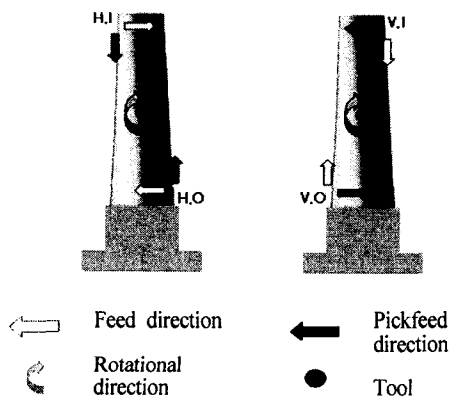 H,I
V,I
H,O
V,O
Feed direction
Pickfeed
direction
Rotational
direction
Tool